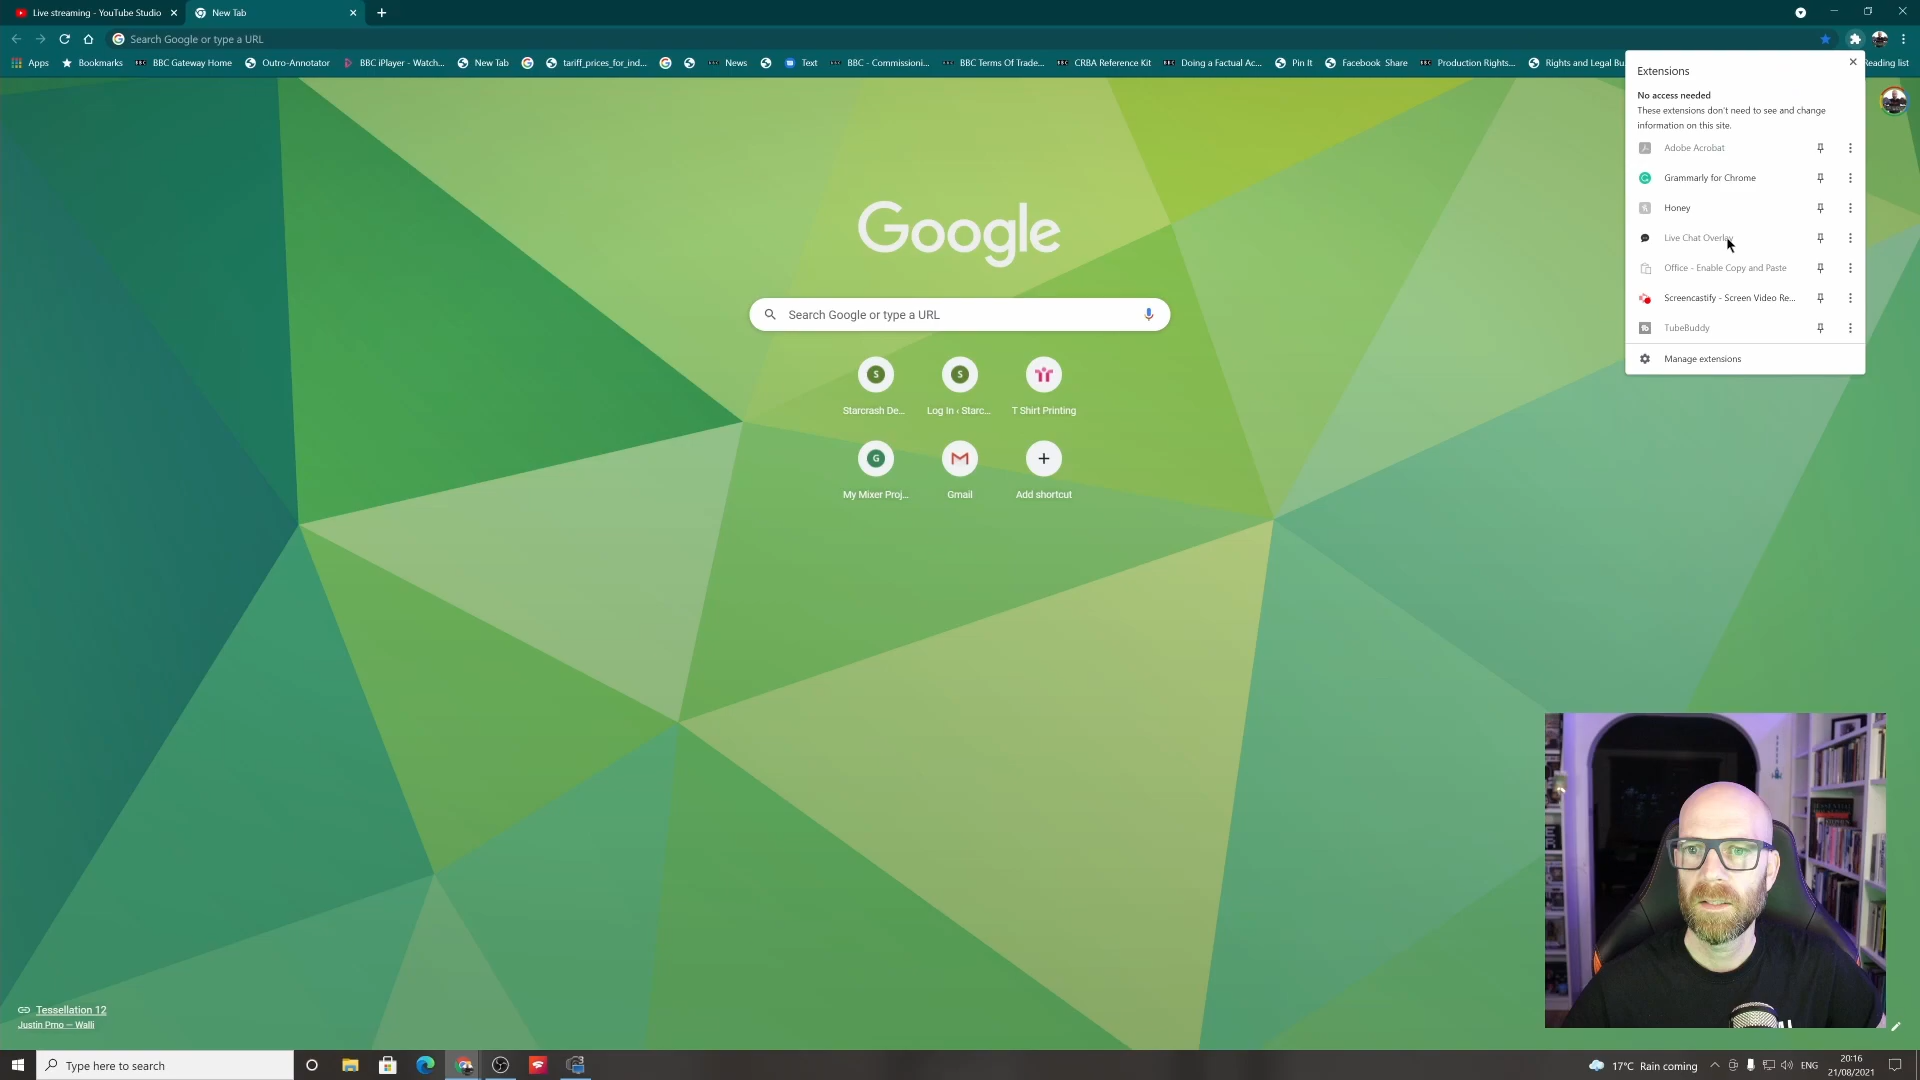 Live streaming - YouTube Studio
New Tab
Search Google or type a URL
Apps
Bookmarks
BBC Gateway Home
Outro-Annotator
BBC iPlayer - Watch...
New Tab
tariff_prices_for_ind...
News
Text
BBC - Commissioni...
BBC Terms Of Trade...
CRBA Reference Kit
Doing a Factual Ac...
Pin It
Facebook Share
Production Rights...
Rights and Legal Bu
Reading list
Extensions
No access needed
These extensions don't need to see and change
information on this site.
Adobe Acrobat
Grammarly for Chrome
Honey
Live Chat Overlay
Office - Enable Copy and Paste
Screencastify - Screen Video Re...
TubeBuddy
Manage extensions
Google
Search Google or type a URL
S
S
Starcrash De...
Log In ‹ Starc...
T Shirt Printing
G
My Mixer Proj...
Gmail
Add shortcut
Tessellation 12
Justin Prno — Walli
Type here to search
17°C Rain coming
ENG
20:16
21/08/2021